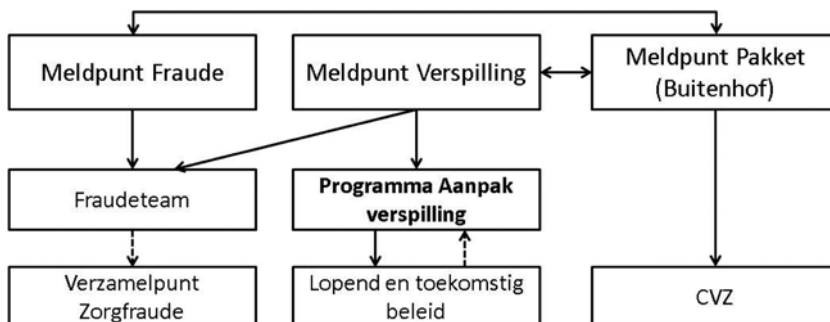 Meldpunt Fraude
Meldpunt Verspilling
Meldpunt Pakket
(Buitenhof)
Fraudeteam
Programma Aanpak
verspilling
Verzamelpunt
Zorgfraude
Lopend en toekomstig
beleid
CVZ